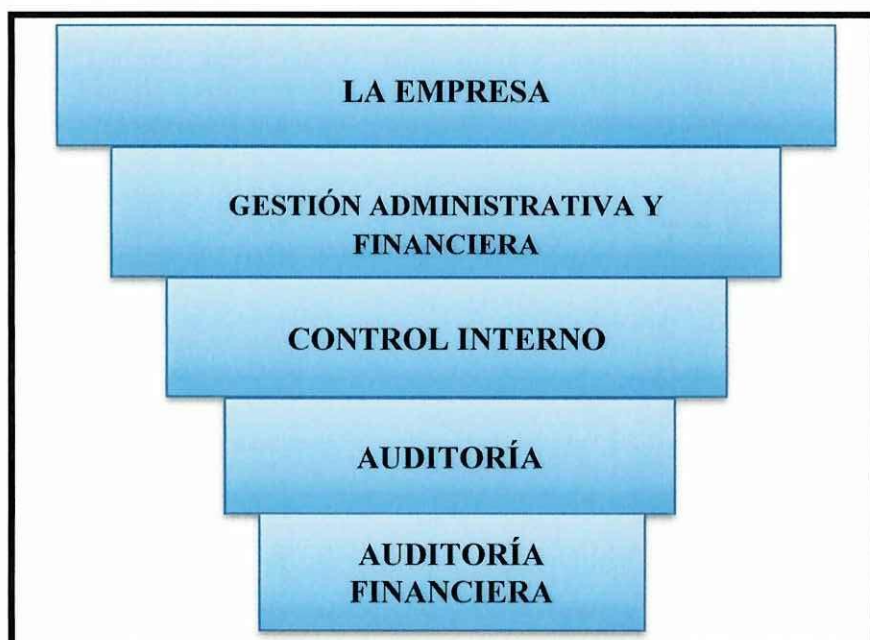 LA EMPRESA
GESTIÓN ADMINISTRATIVA Y
FINANCIERA
CONTROL INTERNO
AUDITORÍA
AUDITORÍA
FINANCIERA